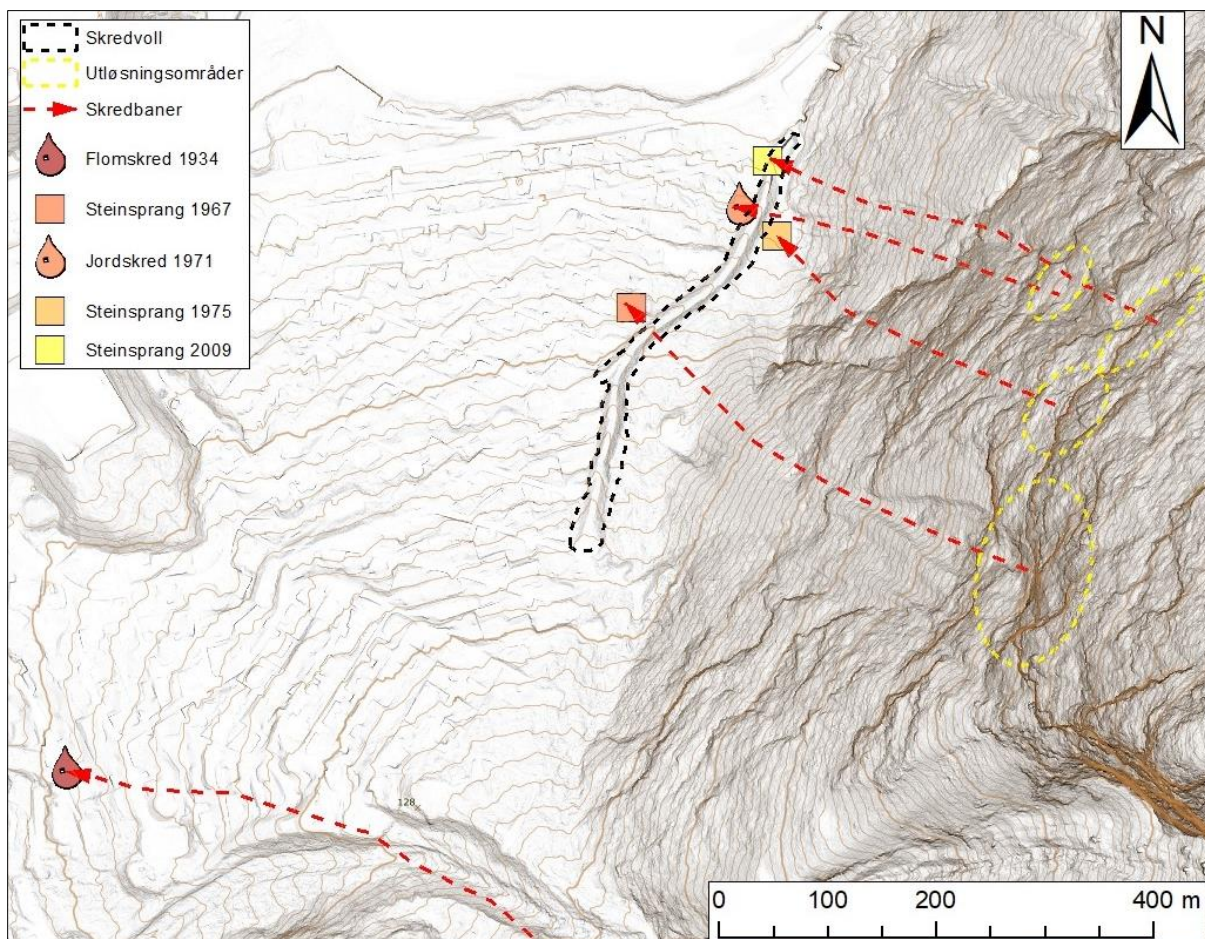 Skredvoll
Utløsningsområder
Skredbaner
Flomskred 1934
Steinsprang 1967
Jordskred 1971
Steinsprang 1975
Steinsprang 2009
N
128
0 100 200 400 m